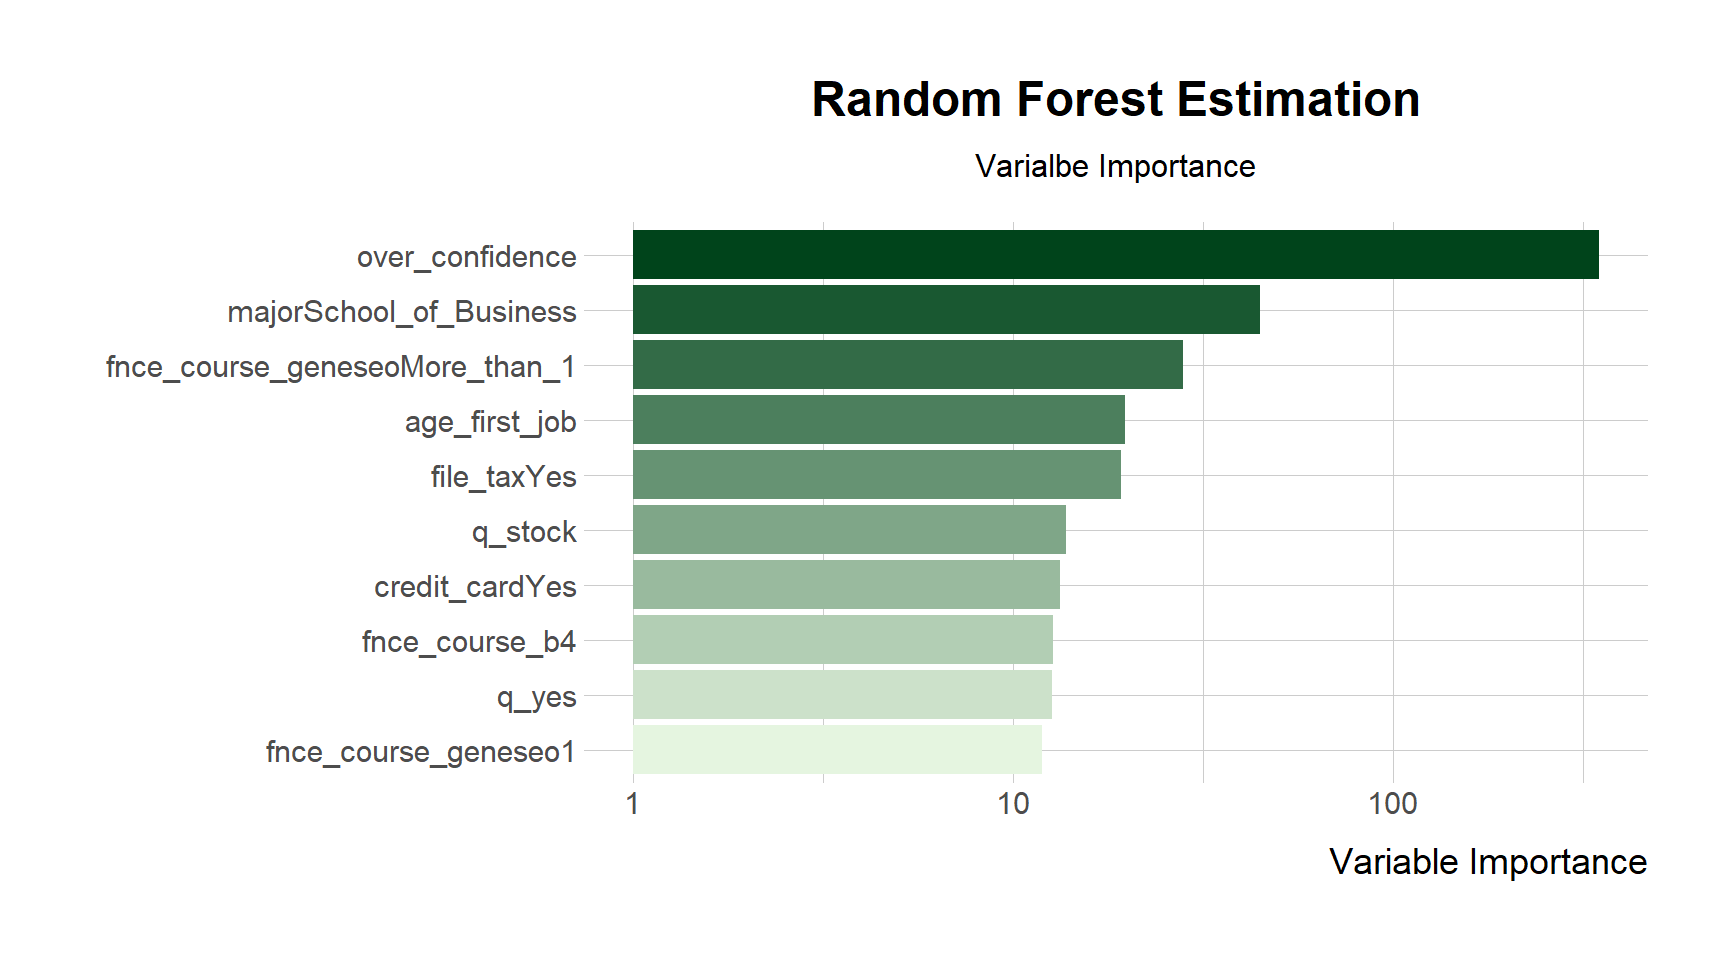 Random Forest Estimation
Varialbe Importance
over_confidence
majorSchool_of_Business
fnce_course_geneseoMore_than_1
age_first_job
file_taxYes
q_stock
credit_cardYes
fnce_course_b4
q_yes
fnce_course_geneseo1
1 10 100
Variable Importance